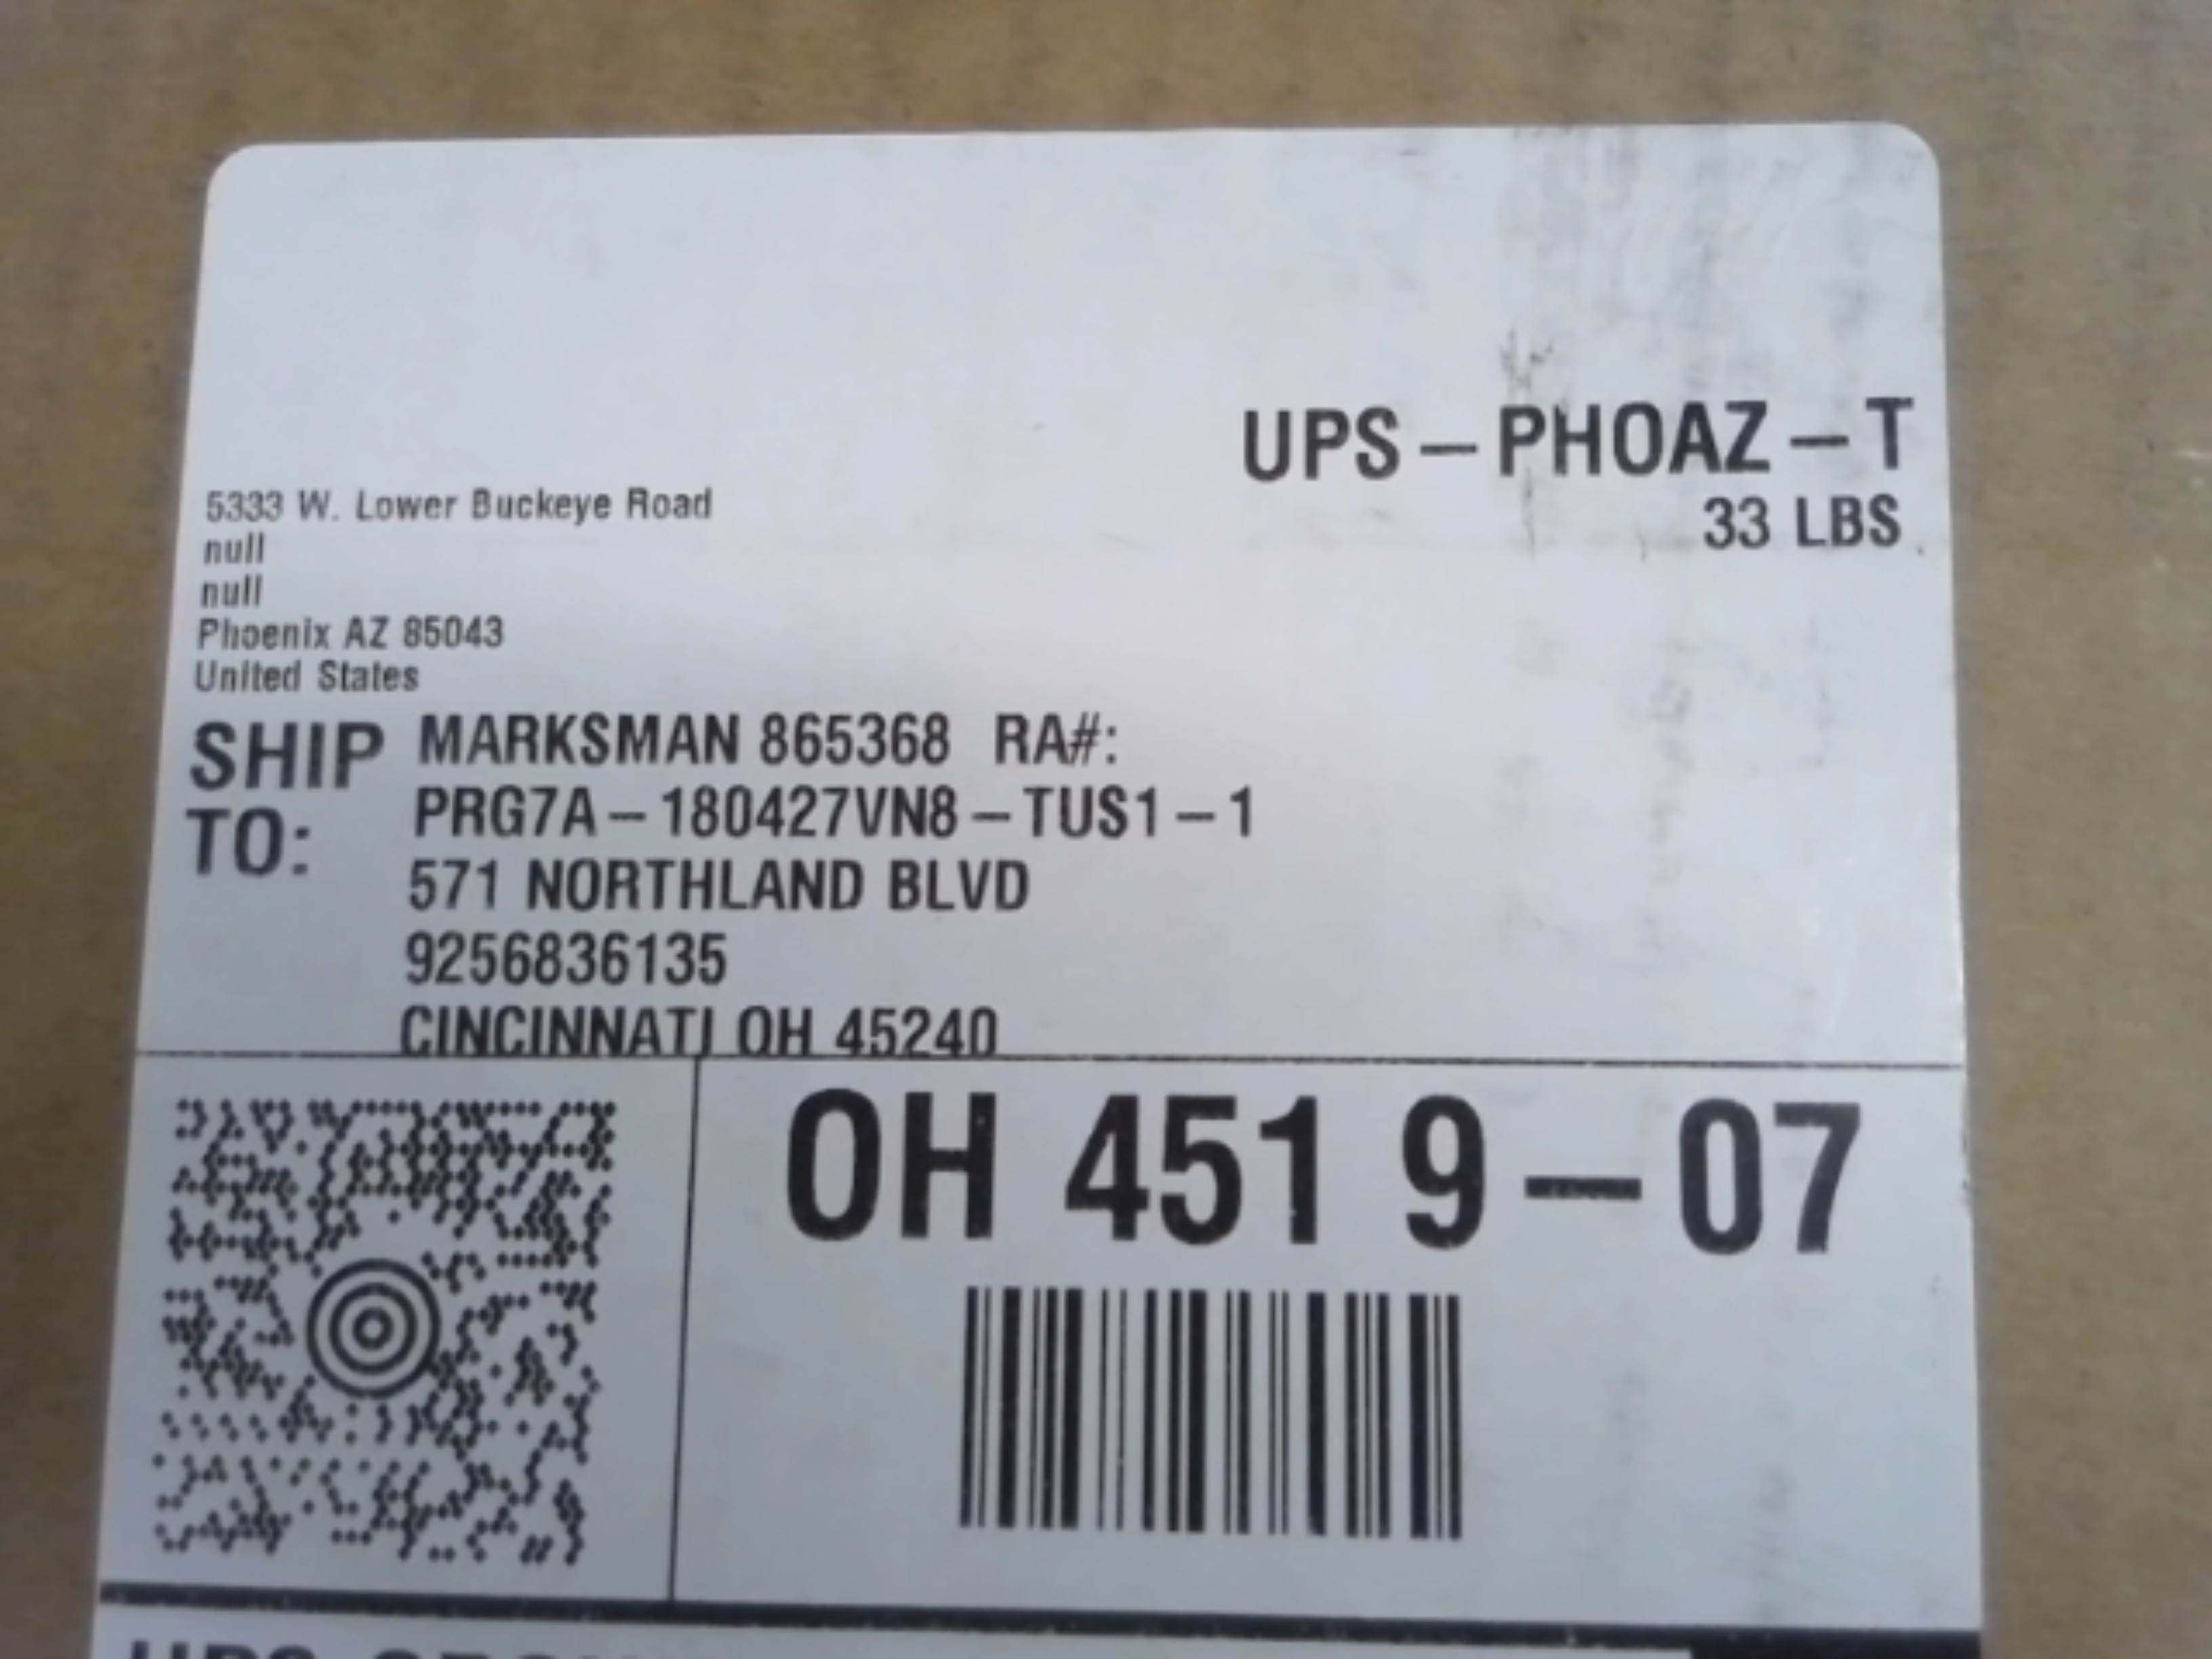 UPS-PHOAZ-T
33 LBS
5333 W. Lower Buckeye Road
null
null
Phoenix AZ 85043
United States
SHIP TO:
MARKSMAN 865368 RA#:
PRG7A-180427VN8-TUS1-1
571 NORTHLAND BLVD
9256836135
CINCINNATI OH 45240
OH 451 9-07
UPS